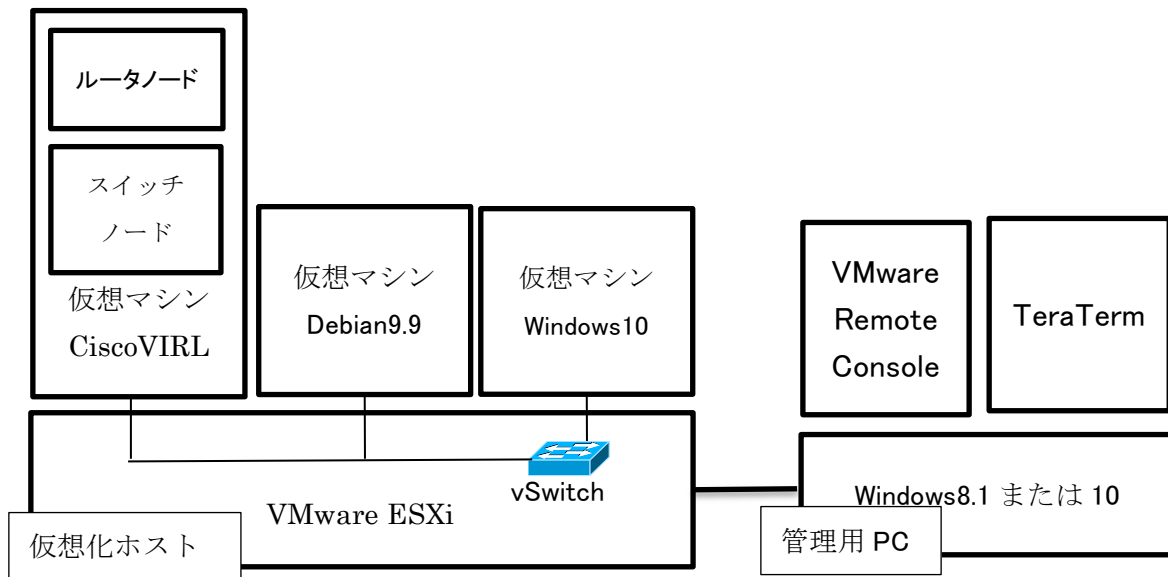 ルータノード
スイッチ
ノード
仮想マシン
CiscoVIRL
仮想マシン
Debian9.9
仮想マシン
Windows10
VMware
Remote
Console
TeraTerm
vSwitch
VMware ESXi
仮想化ホスト
Windows8.1 または 10
管理用 PC